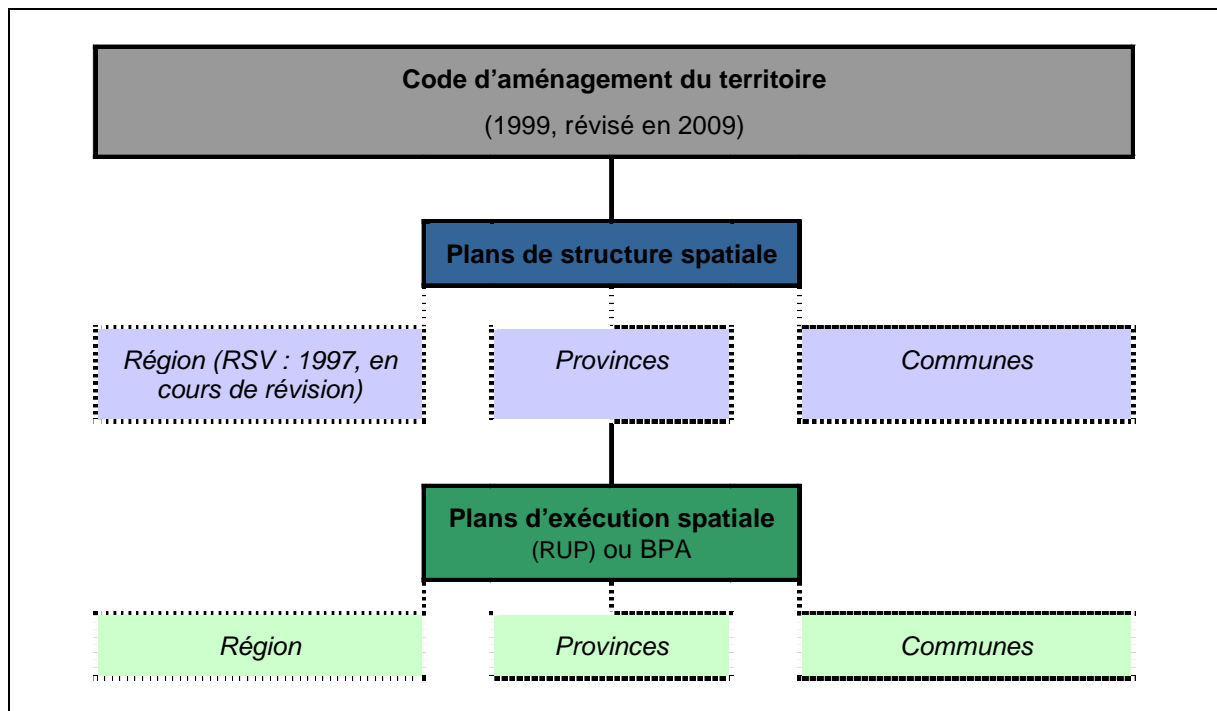 Code d’aménagement du territoire
(1999, révisé en 2009)
Plans de structure spatiale
Région (RSV : 1997, en
cours de révision)
Provinces
Communes
Plans d’exécution spatiale
(RUP) ou BPA
Région
Provinces
Communes